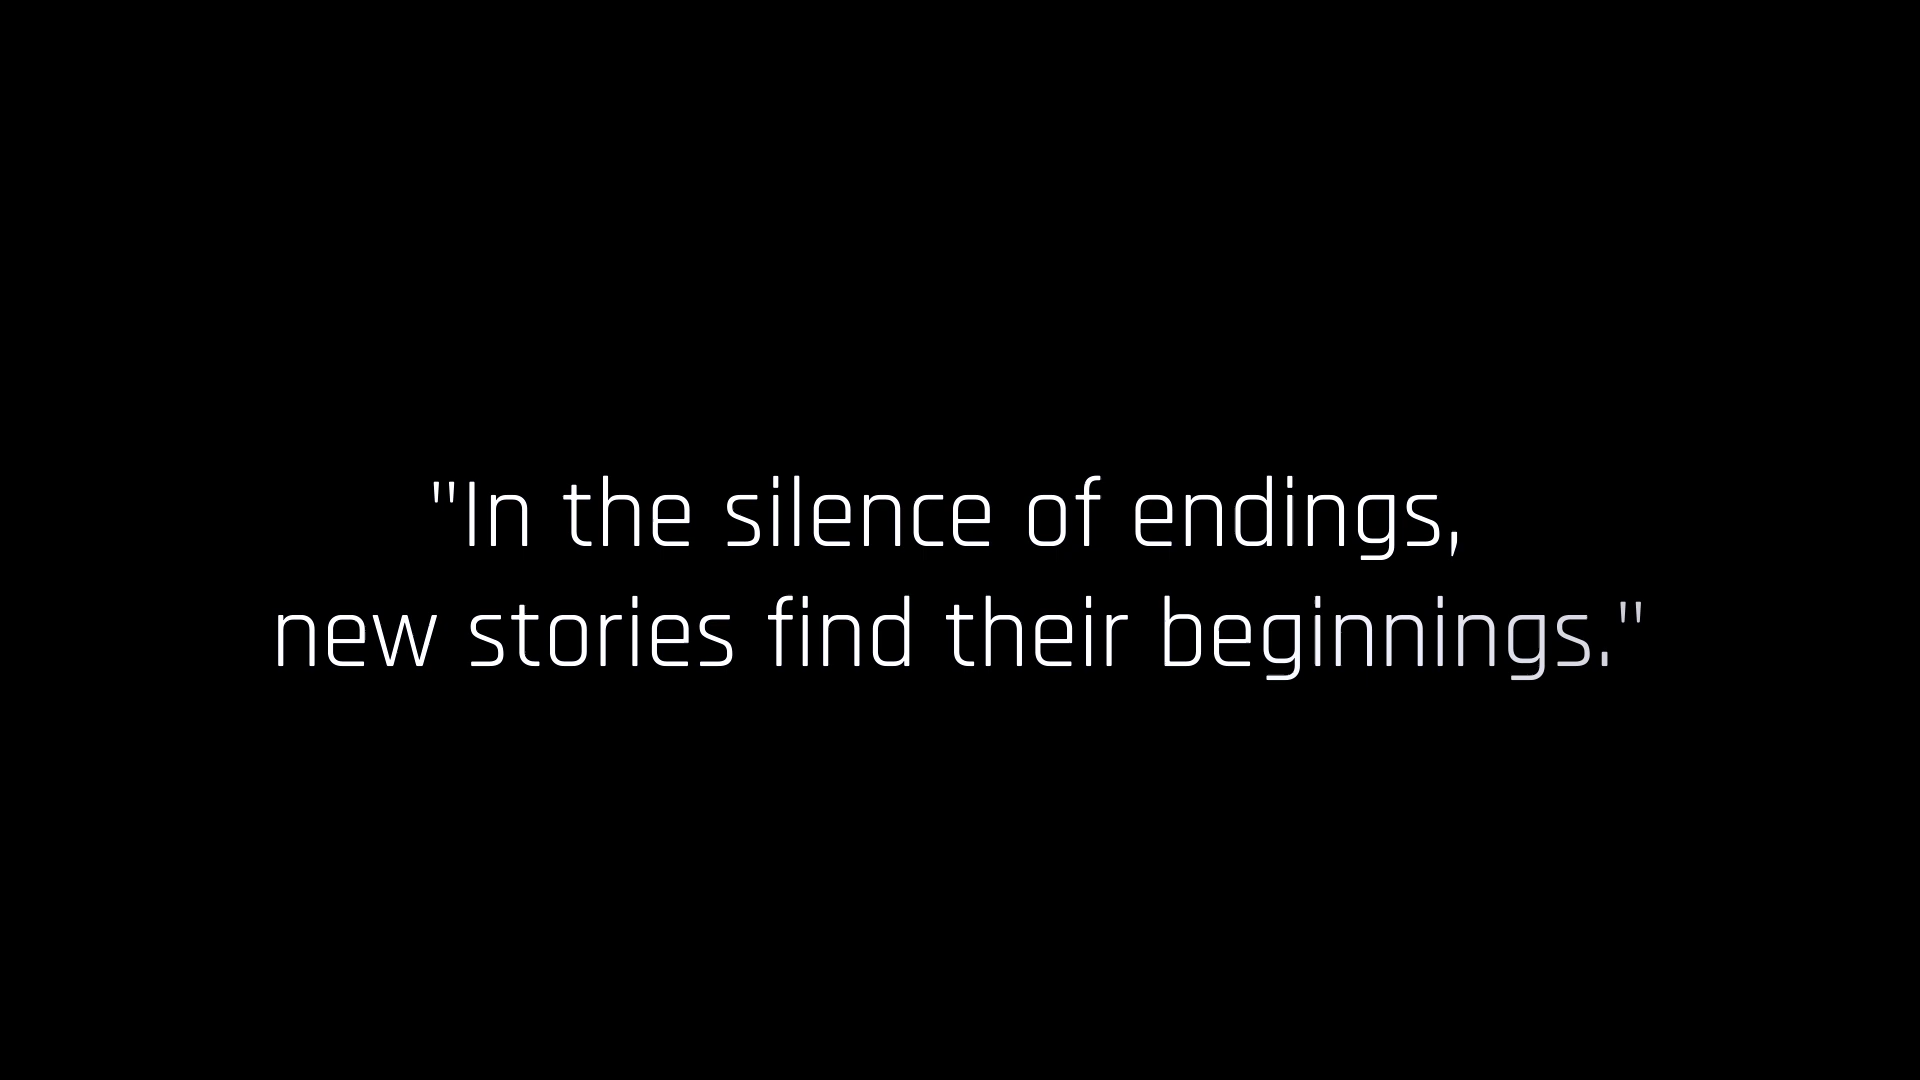 "In the silence of endings,
new stories find their beginnings."